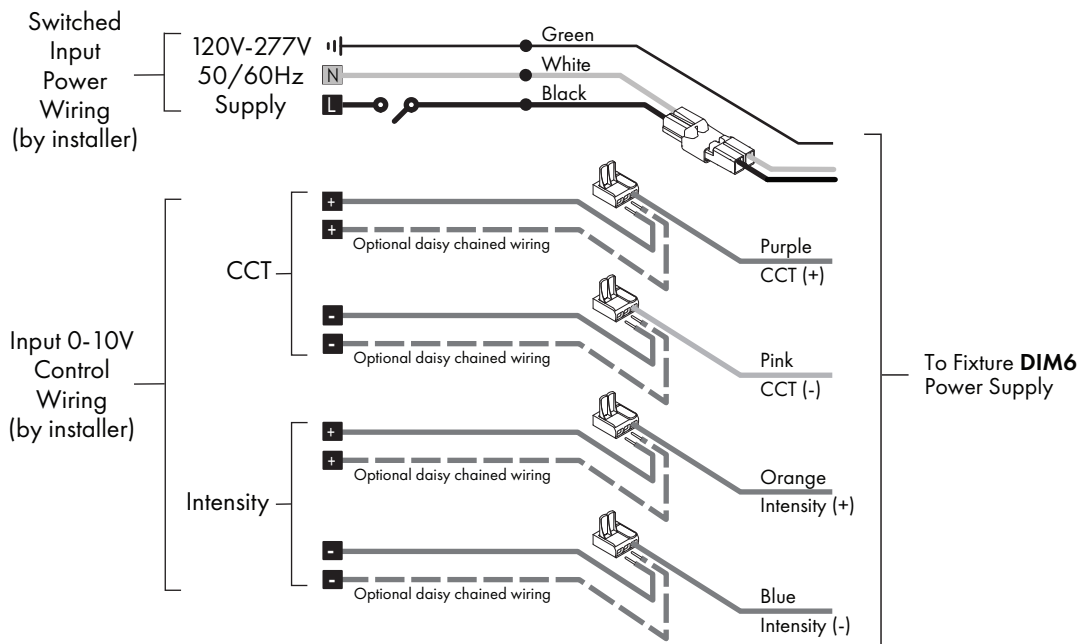 Switched
Input
Power
Wiring
(by installer)
120V-277V
50/60Hz
Supply
N
L
Green
White
Black
Input 0-10V
Control
Wiring
(by installer)
CCT
+
+
Optional daisy chained wiring
Purple
CCT (+)
-
-
Optional daisy chained wiring
Pink
CCT (-)
Intensity
+
+
Optional daisy chained wiring
Orange
Intensity (+)
-
-
Optional daisy chained wiring
Blue
Intensity (-)
To Fixture DIM6
Power Supply